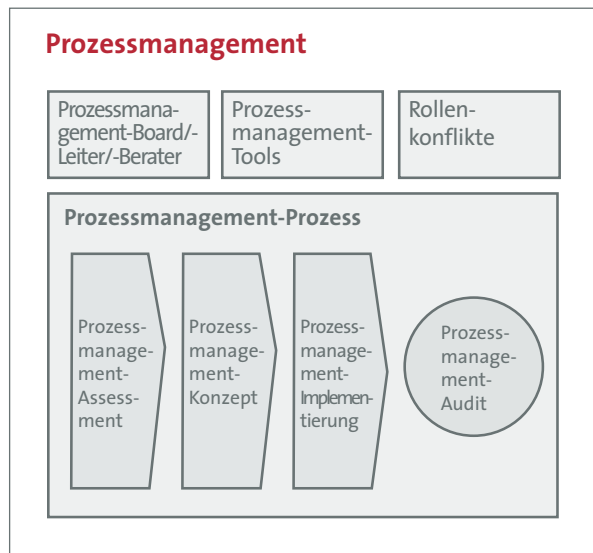 Prozessmanagement
Prozessmana-
gement-Board/-
Leiter/-Berater
Prozess-
management-
Tools
Rollen-
konflikte
Prozessmanagement-Prozess
Prozess-
manage-
ment-
Assess-
ment
Prozess-
manage-
ment-
Konzept
Prozess-
manage-
ment-
Implemen-
tierung
Prozess-
manage-
ment-
Audit